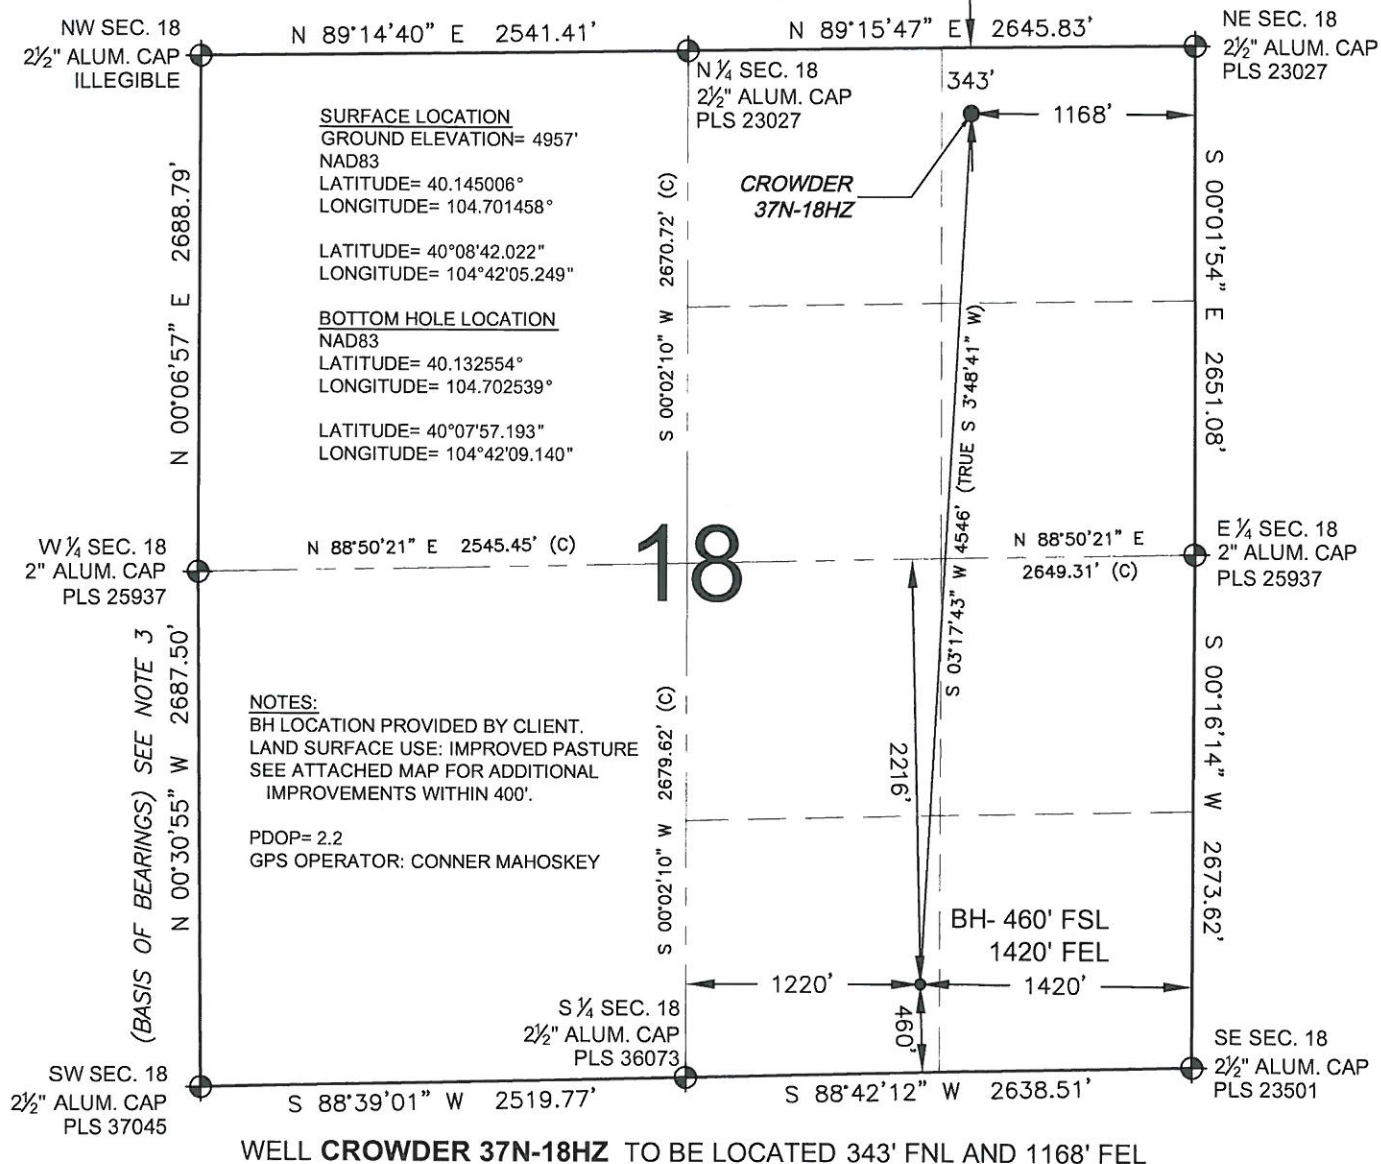 NW SEC. 18
2½" ALUM. CAP
ILLEGIBLE
N 89°14'40" E 2541.41'
N 89°15'47" E 2645.83'
NE SEC. 18
2½" ALUM. CAP
PLS 23027
N ¼ SEC. 18
2½" ALUM. CAP
PLS 23027
343'
1168'
CROWDER
37N-18HZ
SURFACE LOCATION
GROUND ELEVATION= 4957'
NAD83
LATITUDE= 40.145006°
LONGITUDE= 104.701458°
LATITUDE= 40°08'42.022"
LONGITUDE= 104°42'05.249"
BOTTOM HOLE LOCATION
NAD83
LATITUDE= 40.132554°
LONGITUDE= 104.702539°
LATITUDE= 40°07'57.193"
LONGITUDE= 104°42'09.140"
N 00°06'57" E 2688.79'
S 00°02'10" W 2670.72' (C)
S 00°01'54" E 2651.08'
S 03°17'43" W 4546' (TRUE S 3°48'41" W)
W ¼ SEC. 18
2" ALUM. CAP
PLS 25937
N 88°50'21" E 2545.45' (C)
18
N 88°50'21" E
2649.31' (C)
E ¼ SEC. 18
2" ALUM. CAP
PLS 25937
(BASIS OF BEARINGS) SEE NOTE 3
N 00°30'55" W 2687.50'
NOTES:
BH LOCATION PROVIDED BY CLIENT.
LAND SURFACE USE: IMPROVED PASTURE
SEE ATTACHED MAP FOR ADDITIONAL
IMPROVEMENTS WITHIN 400'.
PDOP= 2.2
GPS OPERATOR: CONNER MAHOSKEY
S 00°02'10" W 2679.62' (C)
2216'
S 00°16'14" W 2673.62'
BH- 460' FSL
1420' FEL
1220'
1420'
460'
S ¼ SEC. 18
2½" ALUM. CAP
PLS 36073
SW SEC. 18
2½" ALUM. CAP
PLS 37045
S 88°39'01" W 2519.77'
S 88°42'12" W 2638.51'
SE SEC. 18
2½" ALUM. CAP
PLS 23501
WELL CROWDER 37N-18HZ TO BE LOCATED 343' FNL AND 1168' FEL